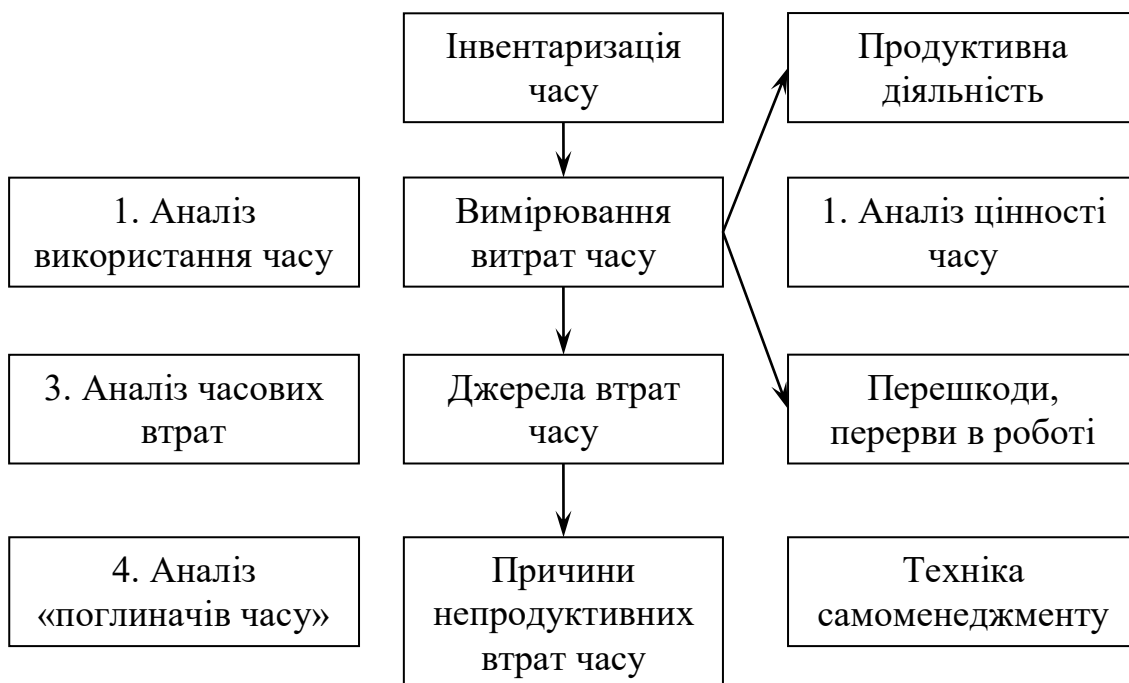 Інвентаризація
часу
Продуктивна
діяльність
1. Аналіз
використання часу
Вимірювання
витрат часу
1. Аналіз цінності
часу
3. Аналіз часових
втрат
Джерела втрат
часу
Перешкоди,
перерви в роботі
4. Аналіз
«поглиначів часу»
Причини
непродуктивних
втрат часу
Техніка
самоменеджменту